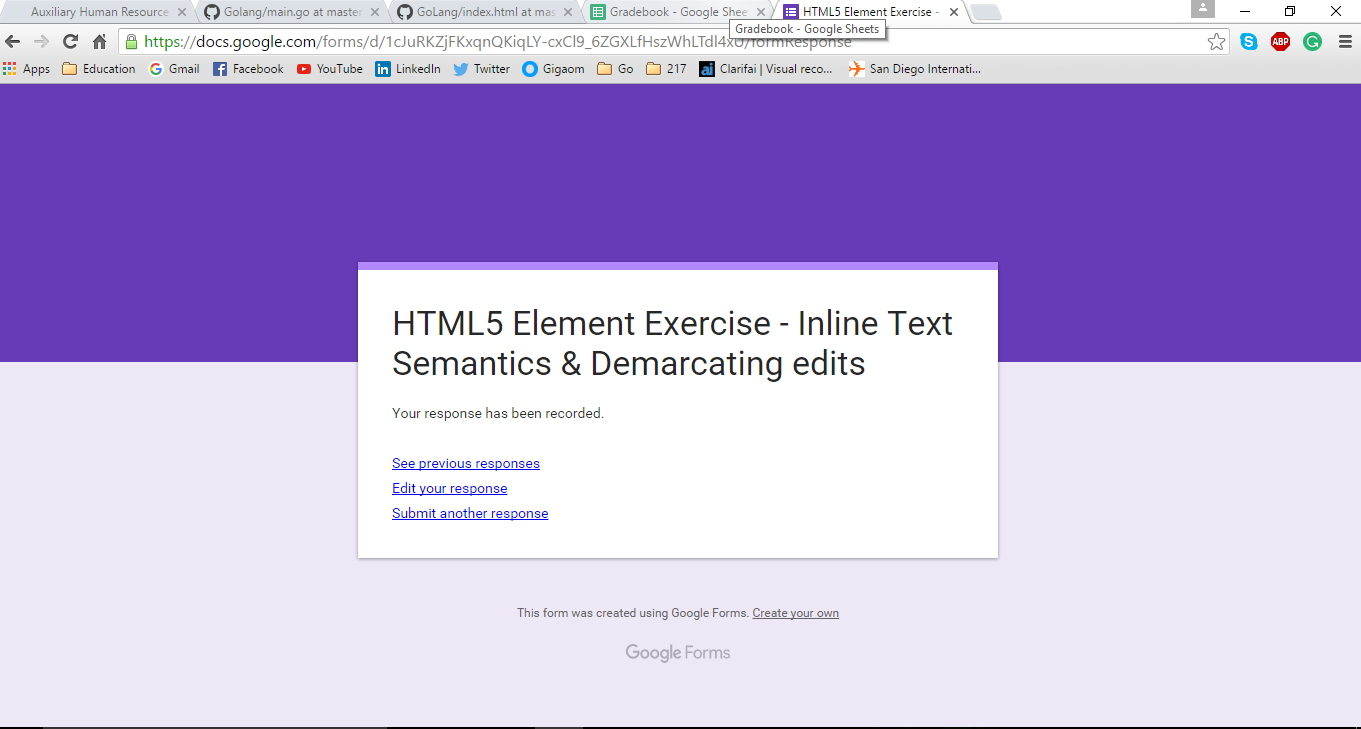 Auxiliary Human Resource
Golang/main.go at master
GoLang/index.html at mas
Gradebook - Google Shee
HTML5 Element Exercise -
Gradebook - Google Sheets
https://docs.google.com/forms/d/1cJuRKZjFKxqnQKiqLY-cxCl9_6ZGXLfHszWhLTdl4x0/formResponse
ABP
Apps Education Gmail Facebook YouTube LinkedIn Twitter Gigaom Go 217 Clarifai | Visual reco... San Diego Internati...
HTML5 Element Exercise - Inline Text
Semantics & Demarcating edits
Your response has been recorded.
See previous responses
Edit your response
Submit another response
This form was created using Google Forms. Create your own
Google Forms